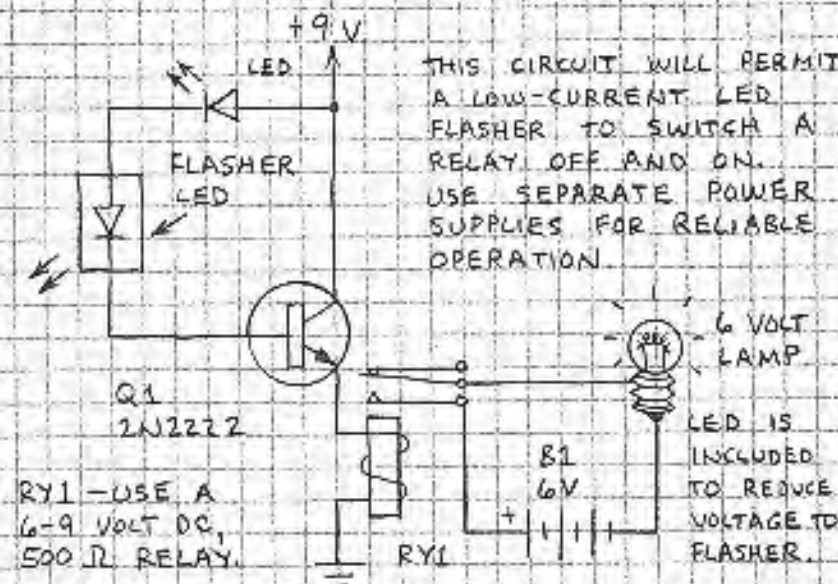 +9 V
LED
THIS CIRCUIT WILL PERMIT
A LOW-CURRENT LED
FLASHER TO SWITCH A
RELAY OFF AND ON.
USE SEPARATE POWER
SUPPLIES FOR RELIABLE
OPERATION.
FLASHER
LED
6 VOLT
LAMP
Q1
2N2222
LED IS
INCLUDED
TO REDUCE
VOLTAGE TO
FLASHER.
B1
6V
+
RY1 - USE A
6-9 VOLT DC,
500 Ω RELAY.
RY1